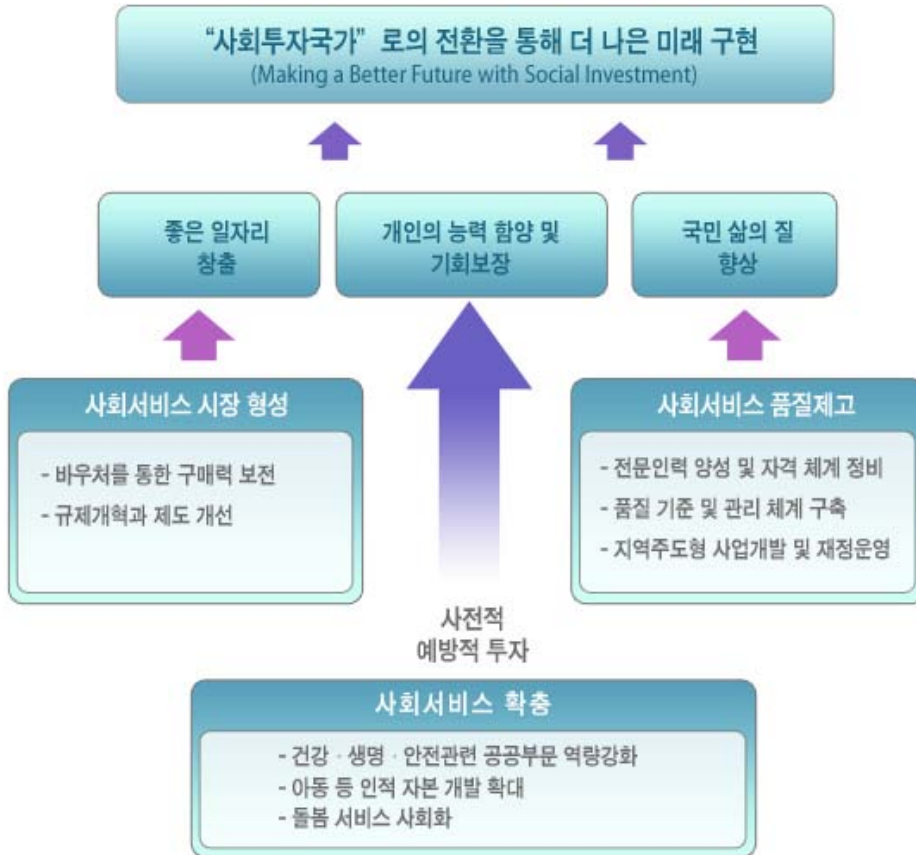 “사회투자국가” 로의 전환을 통해 더 나은 미래 구현
(Making a Better Future with Social Investment)
좋은 일자리
창출
개인의 능력 함양 및
기회보장
국민 삶의 질
향상
사회서비스 시장 형성
- 바우처를 통한 구매력 보전
- 규제개혁과 제도 개선
사회서비스 품질제고
- 전문인력 양성 및 자격 체계 정비
- 품질 기준 및 관리 체계 구축
- 지역주도형 사업개발 및 재정운영
사전적
예방적 투자
사회서비스 확충
- 건강 · 생명 · 안전관련 공공부문 역량강화
- 아동 등 인적 자본 개발 확대
- 돌봄 서비스 사회화